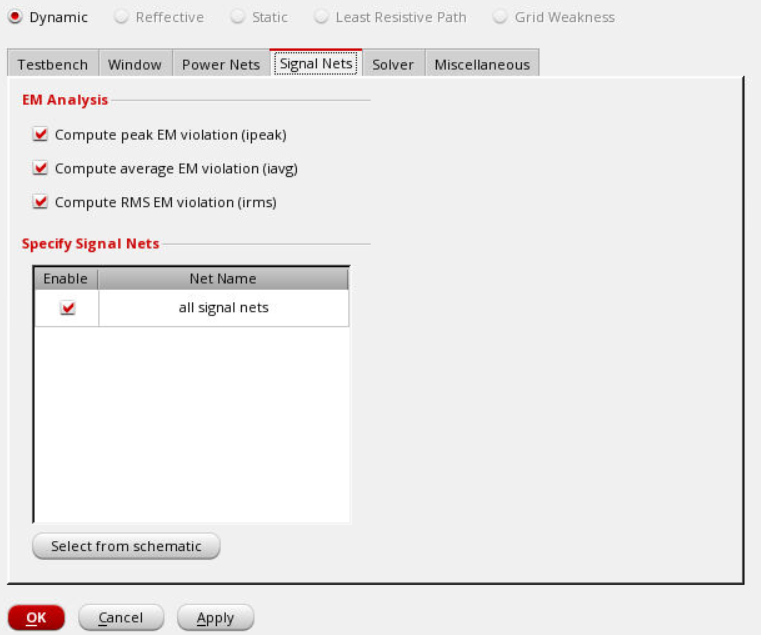 Dynamic Reffective Static Least Resistive Path Grid Weakness
Testbench Window Power Nets Signal Nets Solver Miscellaneous
EM Analysis
Compute peak EM violation (ipeak)
Compute average EM violation (iavg)
Compute RMS EM violation (irms)
Specify Signal Nets
Enable Net Name
all signal nets
Select from schematic
OK Cancel Apply